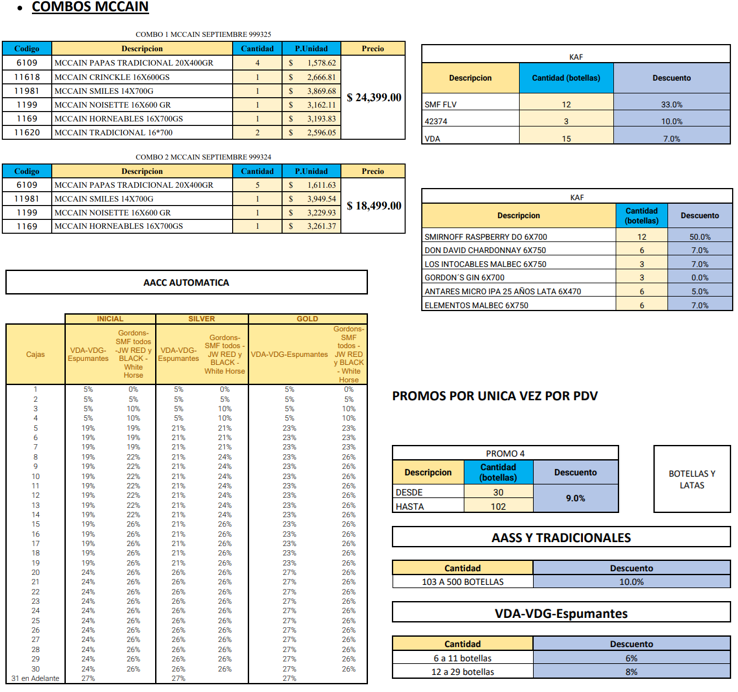 • COMBOS MCCAIN
COMBO 1 MCCAIN SEPTIEMBRE 999325
Codigo Descripcion Cantidad P.Unidad Precio
6109 MCCAIN PAPAS TRADICIONAL 20X400GR 4 $ 1,578.62
11618 MCCAIN CRINCKLE 16X600GS 1 $ 2,666.81
11981 MCCAIN SMILES 14X700G 1 $ 3,869.68
1199 MCCAIN NOISETTE 16X600 GR 1 $ 3,162.11
1169 MCCAIN HORNEABLES 16X700GS 1 $ 3,193.83
11620 MCCAIN TRADICIONAL 16*700 2 $ 2,596.05
$ 24,399.00
COMBO 2 MCCAIN SEPTIEMBRE 999324
Codigo Descripcion Cantidad P.Unidad Precio
6109 MCCAIN PAPAS TRADICIONAL 20X400GR 5 $ 1,611.63
11981 MCCAIN SMILES 14X700G 1 $ 3,949.54
1199 MCCAIN NOISETTE 16X600 GR 1 $ 3,229.93
1169 MCCAIN HORNEABLES 16X700GS 1 $ 3,261.37
$ 18,499.00
KAF
Descripcion Cantidad (botellas) Descuento
SMF FLV 12 33.0%
42374 3 10.0%
VDA 15 7.0%
KAF
Descripcion Cantidad (botellas) Descuento
SMIRNOFF RASPBERRY DO 6X700 12 50.0%
DON DAVID CHARDONNAY 6X750 6 7.0%
LOS INTOCABLES MALBEC 6X750 3 7.0%
GORDON´S GIN 6X700 3 0.0%
ANTARES MICRO IPA 25 AÑOS LATA 6X470 6 5.0%
ELEMENTOS MALBEC 6X750 6 7.0%
AACC AUTOMATICA
INICIAL SILVER GOLD
Cajas VDA-VDG-Espumantes Gordons-SMF todos -JW RED y BLACK - White Horse VDA-VDG-Espumantes Gordons-SMF todos -JW RED y BLACK - White Horse VDA-VDG-Espumantes Gordons-SMF todos - JW RED y BLACK - White Horse
1 5% 0% 5% 0% 5% 0%
2 5% 5% 5% 5% 5% 5%
3 5% 10% 5% 10% 5% 10%
4 5% 10% 5% 10% 5% 10%
5 19% 19% 21% 21% 23% 23%
6 19% 19% 21% 21% 23% 23%
7 19% 19% 21% 21% 23% 23%
8 19% 22% 21% 24% 23% 26%
9 19% 22% 21% 24% 23% 26%
10 19% 22% 21% 24% 23% 26%
11 19% 22% 21% 24% 23% 26%
12 19% 22% 21% 24% 23% 26%
13 19% 22% 21% 24% 23% 26%
14 19% 22% 21% 24% 23% 26%
15 19% 26% 21% 26% 23% 26%
16 19% 26% 21% 26% 23% 26%
17 19% 26% 21% 26% 23% 26%
18 19% 26% 21% 26% 23% 26%
19 19% 26% 21% 26% 23% 26%
20 24% 26% 26% 26% 27% 26%
21 24% 26% 26% 26% 27% 26%
22 24% 26% 26% 26% 27% 26%
23 24% 26% 26% 26% 27% 26%
24 24% 26% 26% 26% 27% 26%
25 24% 26% 26% 26% 27% 26%
26 24% 26% 26% 26% 27% 26%
27 24% 26% 26% 26% 27% 26%
28 24% 26% 26% 26% 27% 26%
29 24% 26% 26% 26% 27% 26%
30 24% 26% 26% 26% 27% 26%
31 en Adelante 27% 27% 27%
PROMOS POR UNICA VEZ POR PDV
PROMO 4
Descripcion Cantidad (botellas) Descuento
DESDE 30
HASTA 102
9.0%
BOTELLAS Y
LATAS
AASS Y TRADICIONALES
Cantidad Descuento
103 A 500 BOTELLAS 10.0%
VDA-VDG-Espumantes
Cantidad Descuento
6 a 11 botellas 6%
12 a 29 botellas 8%